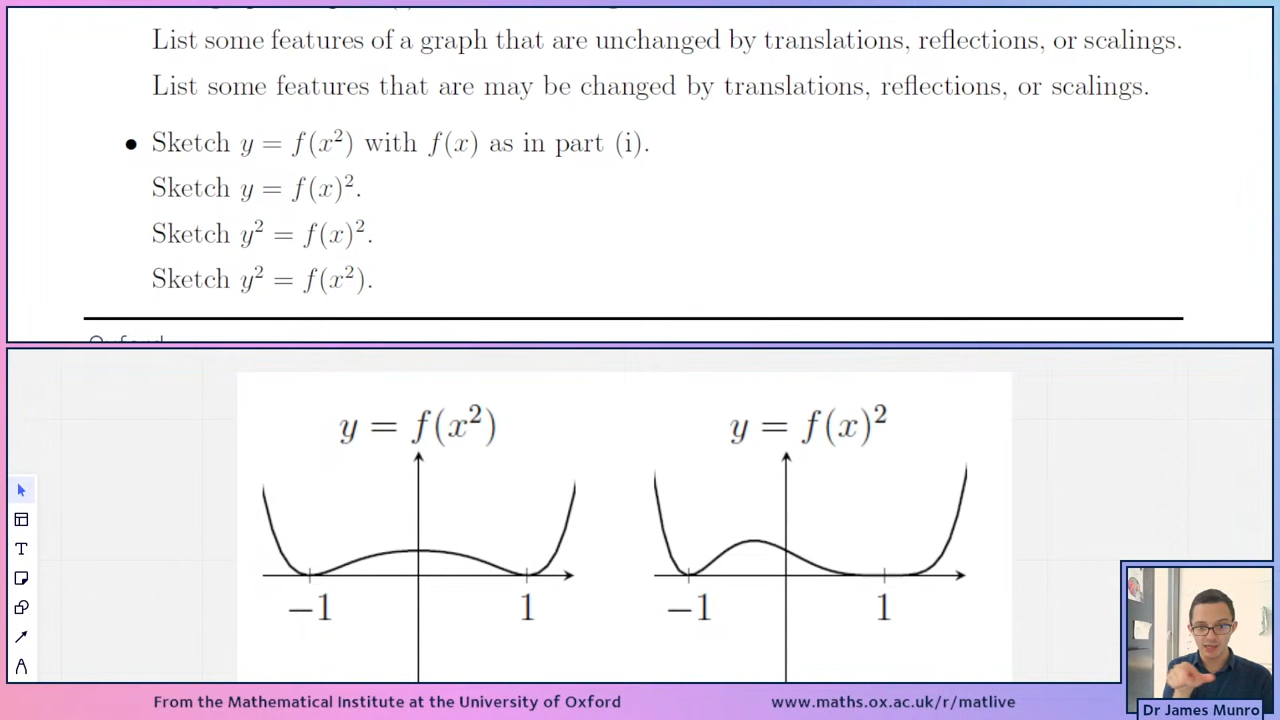 List some features of a graph that are unchanged by translations, reflections, or scalings.
List some features that are may be changed by translations, reflections, or scalings.
• Sketch y = f(x²) with f(x) as in part (i).
Sketch y = f(x)².
Sketch y² = f(x)².
Sketch y² = f(x²).
y = f(x²)
y = f(x)²
−1 1
−1 1
Dr James Munro
From the Mathematical Institute at the University of Oxford www.maths.ox.ac.uk/r/matlive